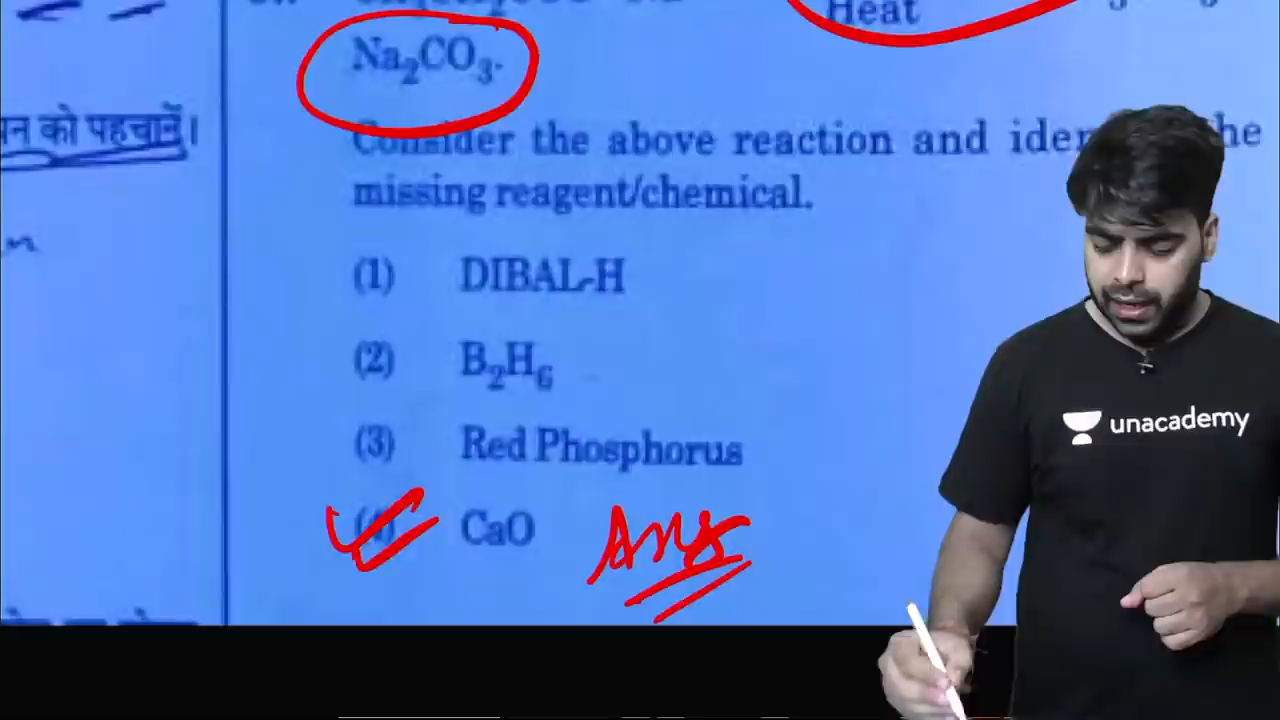 Heat
Na₂CO₃.
को पहचानें।
Consider the above reaction and the
missing reagent/chemical.
(1) DIBAL-H
(2) B₂H₆
(3) Red Phosphorus
(4) CaO Ans
unacademy